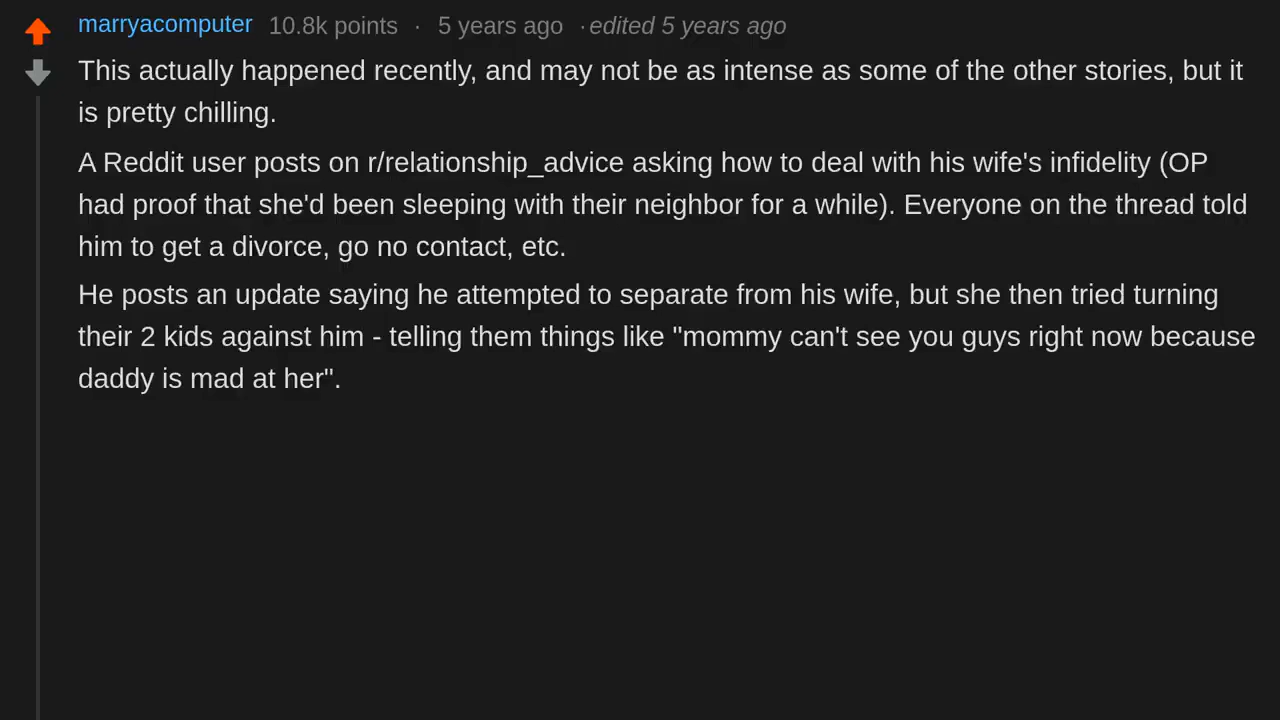 marryacomputer 10.8k points · 5 years ago · edited 5 years ago
This actually happened recently, and may not be as intense as some of the other stories, but it
is pretty chilling.
A Reddit user posts on r/relationship_advice asking how to deal with his wife's infidelity (OP
had proof that she'd been sleeping with their neighbor for a while). Everyone on the thread told
him to get a divorce, go no contact, etc.
He posts an update saying he attempted to separate from his wife, but she then tried turning
their 2 kids against him - telling them things like "mommy can't see you guys right now because
daddy is mad at her".